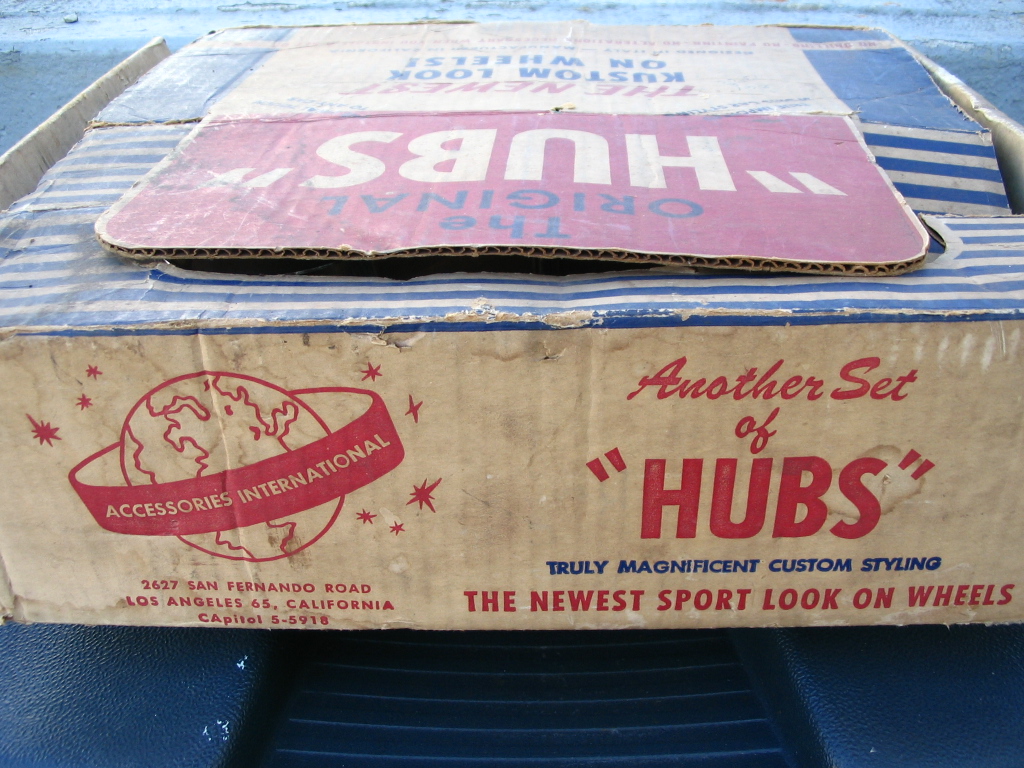 THE NEWEST
KUSTOM LOOK
ON WHEELS!
The
ORIGINAL
"HUBS"
ACCESSORIES INTERNATIONAL
2627 SAN FERNANDO ROAD
LOS ANGELES 65, CALIFORNIA
CApitol 5-5918
Another Set
of
"HUBS"
TRULY MAGNIFICENT CUSTOM STYLING
THE NEWEST SPORT LOOK ON WHEELS